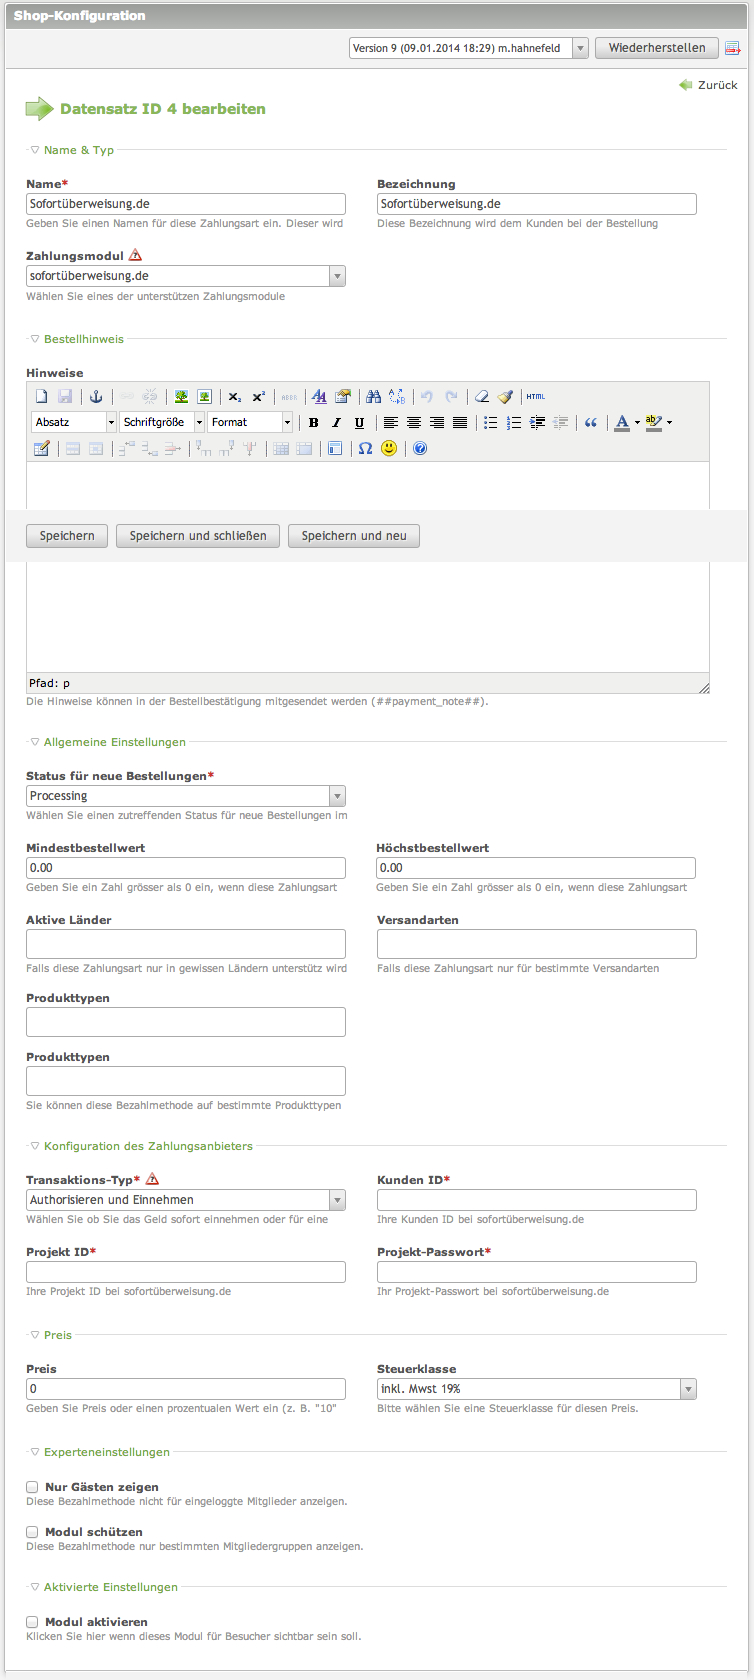 Shop-Konfiguration
Version 9 (09.01.2014 18:29) m.hahnefeld Wiederherstellen
Zurück
Datensatz ID 4 bearbeiten
Name & Typ
Name* Bezeichnung
Sofortüberweisung.de Sofortüberweisung.de
Geben Sie einen Namen für diese Zahlungsart ein. Dieser wird Diese Bezeichnung wird dem Kunden bei der Bestellung
Zahlungsmodul
sofortüberweisung.de
Wählen Sie eines der unterstützen Zahlungsmodule
Bestellhinweis
Hinweise
HTML
Absatz Schriftgröße Format B I U
Speichern Speichern und schließen Speichern und neu
Pfad: p
Die Hinweise können in der Bestellbestätigung mitgesendet werden (##payment_note##).
Allgemeine Einstellungen
Status für neue Bestellungen*
Processing
Wählen Sie einen zutreffenden Status für neue Bestellungen im
Mindestbestellwert Höchstbestellwert
0.00 0.00
Geben Sie ein Zahl grösser als 0 ein, wenn diese Zahlungsart Geben Sie ein Zahl grösser als 0 ein, wenn diese Zahlungsart
Aktive Länder Versandarten
Falls diese Zahlungsart nur in gewissen Ländern unterstütz wird Falls diese Zahlungsart nur für bestimmte Versandarten
Produkttypen
Produkttypen
Sie können diese Bezahlmethode auf bestimmte Produkttypen
Konfiguration des Zahlungsanbieters
Transaktions-Typ* Kunden ID*
Authorisieren und Einnehmen
Wählen Sie ob Sie das Geld sofort einnehmen oder für eine Ihre Kunden ID bei sofortüberweisung.de
Projekt ID* Projekt-Passwort*
Ihre Projekt ID bei sofortüberweisung.de Ihr Projekt-Passwort bei sofortüberweisung.de
Preis
Preis Steuerklasse
0 inkl. Mwst 19%
Geben Sie Preis oder einen prozentualen Wert ein (z. B. "10" Bitte wählen Sie eine Steuerklasse für diesen Preis.
Experteneinstellungen
Nur Gästen zeigen
Diese Bezahlmethode nicht für eingeloggte Mitglieder anzeigen.
Modul schützen
Diese Bezahlmethode nur bestimmten Mitgliedergruppen anzeigen.
Aktivierte Einstellungen
Modul aktivieren
Klicken Sie hier wenn dieses Modul für Besucher sichtbar sein soll.